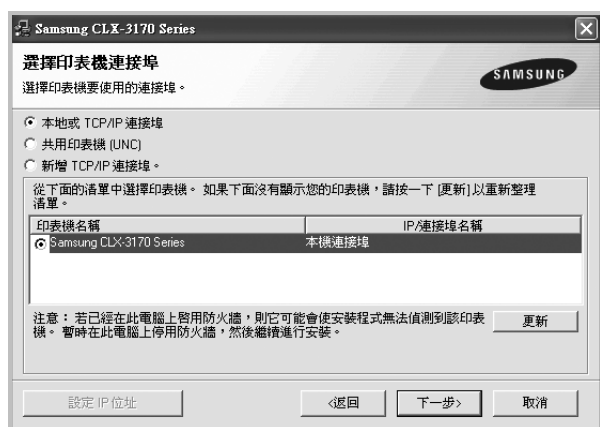 Samsung CLX-3170 Series
選擇印表機連接埠
選擇印表機要使用的連接埠。
SAMSUNG
本地或 TCP/IP 連接埠
共用印表機 (UNC)
新增 TCP/IP 連接埠。
從下面的清單中選擇印表機。 如果下面沒有顯示您的印表機，請按一下 [更新] 以重新整理
清單。
印表機名稱 IP/連接埠名稱
Samsung CLX-3170 Series 本機連接埠
注意： 若已經在此電腦上啓用防火牆，則它可能會使安裝程式無法偵測到該印表
機。 暫時在此電腦上停用防火牆，然後繼續進行安裝。
更新
設定 IP 位址 <返回 下一步> 取消